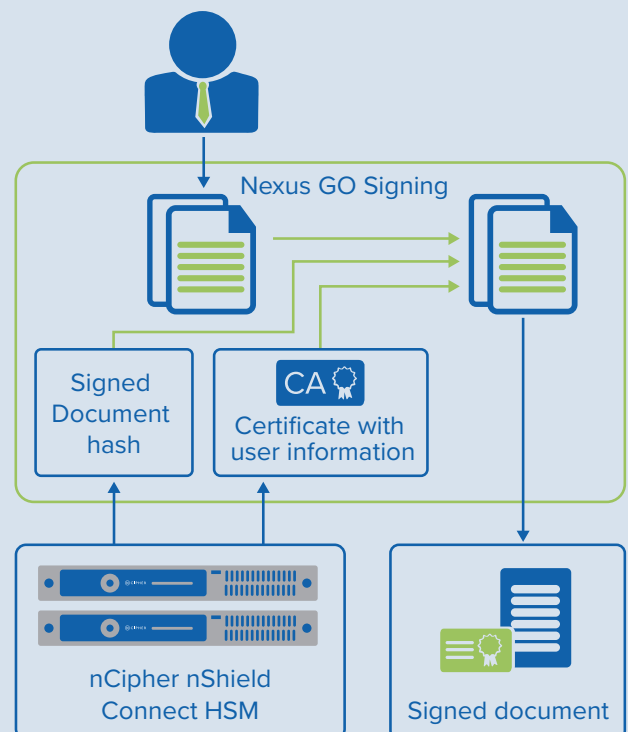 Nexus GO Signing
Signed
Document
hash
CA
Certificate with
user information
nCipher nShield
Connect HSM
Signed document